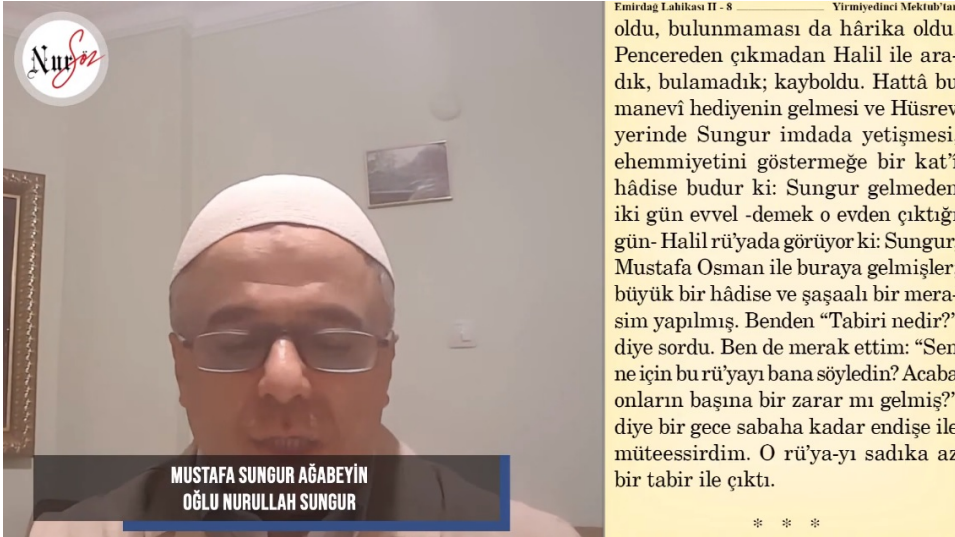 NurSöz
MUSTAFA SUNGUR AĞABEYİN
OĞLU NURULLAH SUNGUR
Emirdağ Lahikası II - 8 Yirmiyedinci Mektub'tan
oldu, bulunmaması da hârika oldu.
Pencereden çıkmadan Halil ile ara-
dık, bulamadık; kayboldu. Hattâ bu
manevî hediyenin gelmesi ve Hüsrev
yerinde Sungur imdada yetişmesi,
ehemmiyetini göstermeğe bir kat'î
hâdise budur ki: Sungur gelmeden
iki gün evvel -demek o evden çıktığı
gün- Halil rü'yada görüyor ki: Sungur,
Mustafa Osman ile buraya gelmişler,
büyük bir hâdise ve şaşaalı bir mera-
sim yapılmış. Benden “Tabiri nedir?”
diye sordu. Ben de merak ettim: “Sen
ne için bu rü'yayı bana söyledin? Acaba
onların başına bir zarar mı gelmiş?”
diye bir gece sabaha kadar endişe ile
müteessirdim. O rü'ya-yı sadıka az
bir tabir ile çıktı.
* * *